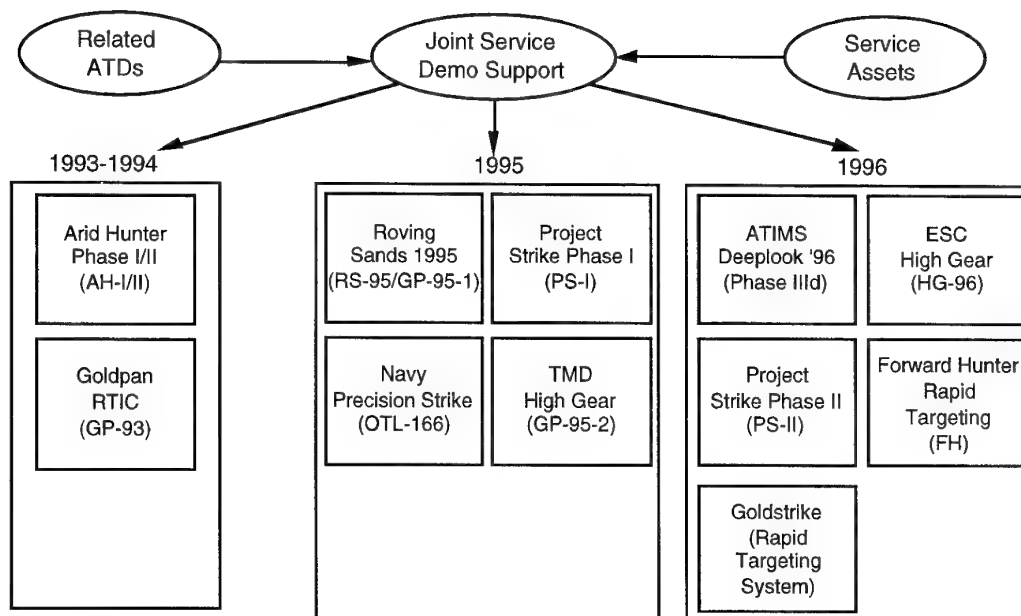 Related
ATDs
Joint Service
Demo Support
Service
Assets
1993-1994
Arid Hunter
Phase I/II
(AH-I/II)
Goldpan
RTIC
(GP-93)
1995
Roving
Sands 1995
(RS-95/GP-95-1)
Project
Strike Phase I
(PS-I)
Navy
Precision Strike
(OTL-166)
TMD
High Gear
(GP-95-2)
1996
ATIMS
Deeplook '96
(Phase IIId)
ESC
High Gear
(HG-96)
Project
Strike Phase II
(PS-II)
Forward Hunter
Rapid
Targeting
(FH)
Goldstrike
(Rapid
Targeting
System)